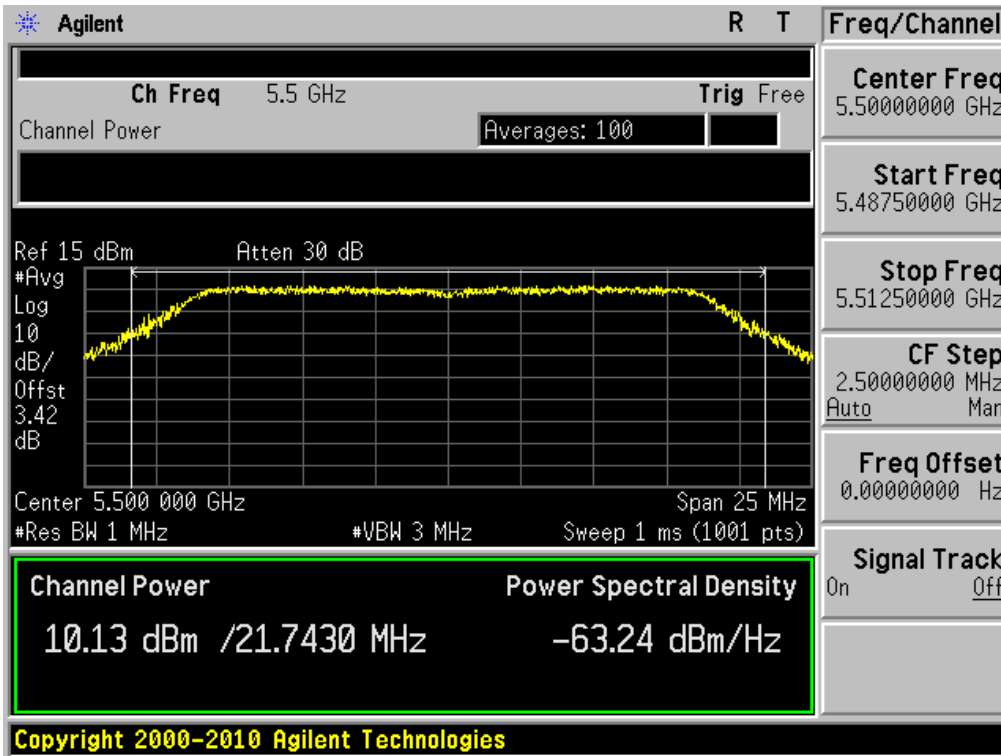 Agilent R T
Freq/Channel
Ch Freq 5.5 GHz Trig Free
Channel Power Averages: 100
Center Freq
5.50000000 GHz
Start Freq
5.48750000 GHz
Stop Freq
5.51250000 GHz
CF Step
2.50000000 MHz
Auto Man
Freq Offset
0.00000000 Hz
Signal Track
On Off
Ref 15 dBm Atten 30 dB
#Avg
Log
10
dB/
Offst
3.42
dB
Center 5.500 000 GHz Span 25 MHz
#Res BW 1 MHz #VBW 3 MHz Sweep 1 ms (1001 pts)
Channel Power Power Spectral Density
10.13 dBm /21.7430 MHz -63.24 dBm/Hz
Copyright 2000-2010 Agilent Technologies